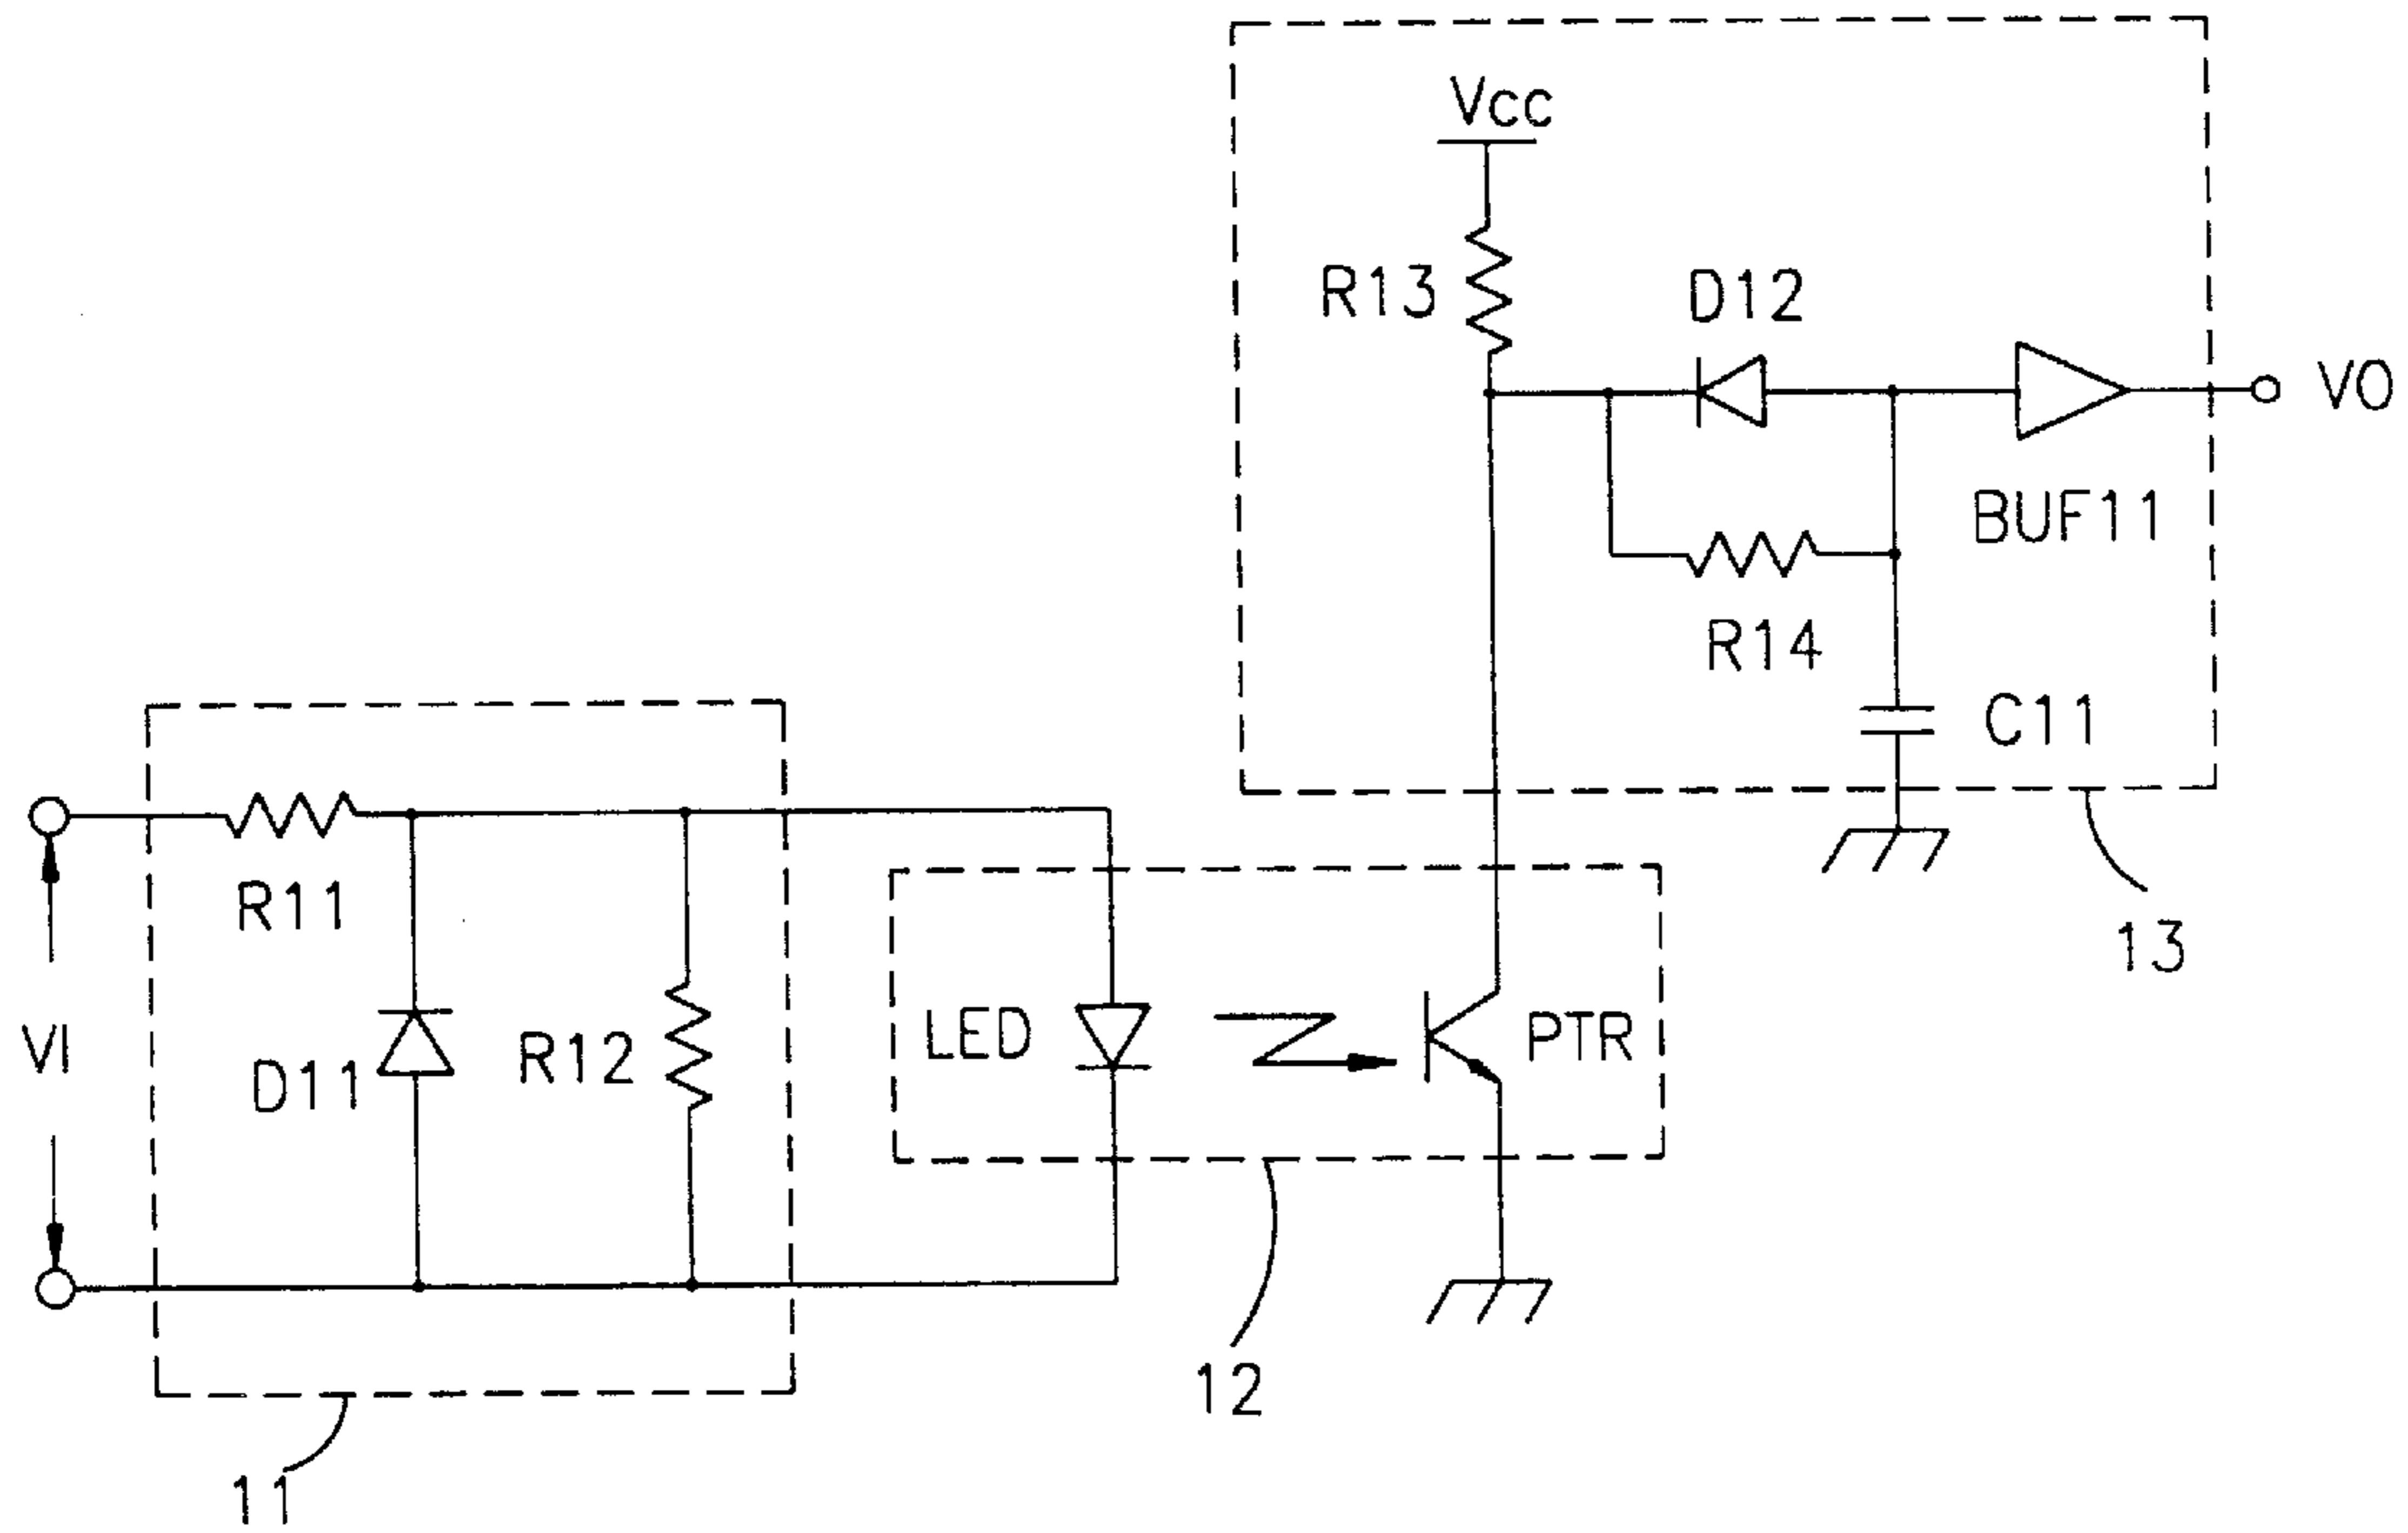 Vcc
R13
D12
VO
BUF11
R14
C11
13
R11
VI
D11
R12
LED
PTR
12
11